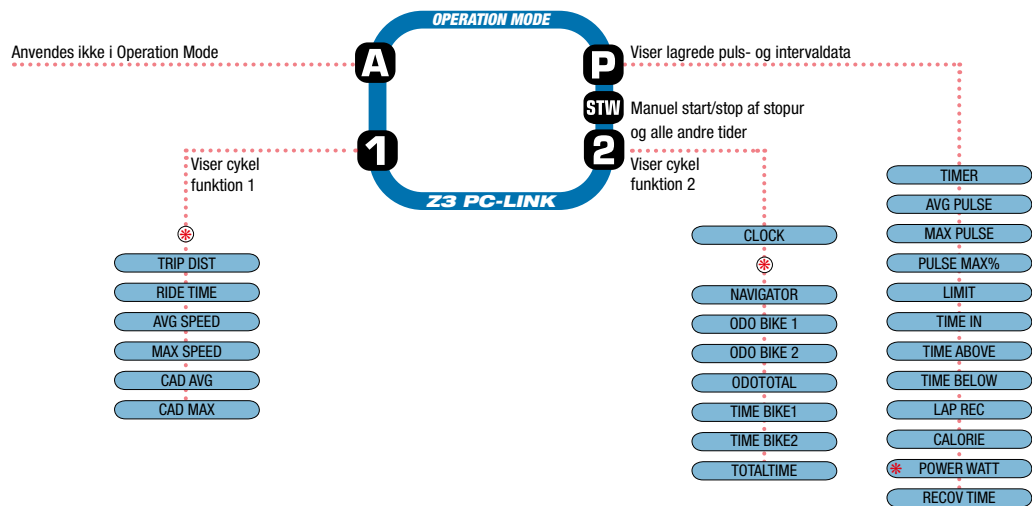 OPERATION MODE
Anvendes ikke i Operation Mode
A
P
Viser lagrede puls- og intervaldata
STW
Manuel start/stop af stopur
og alle andre tider
1
2
Viser cykel
funktion 1
Viser cykel
funktion 2
Z3 PC-LINK
TRIP DIST
RIDE TIME
AVG SPEED
MAX SPEED
CAD AVG
CAD MAX
CLOCK
NAVIGATOR
ODO BIKE 1
ODO BIKE 2
ODOTOTAL
TIME BIKE1
TIME BIKE2
TOTALTIME
TIMER
AVG PULSE
MAX PULSE
PULSE MAX%
LIMIT
TIME IN
TIME ABOVE
TIME BELOW
LAP REC
CALORIE
POWER WATT
RECOV TIME